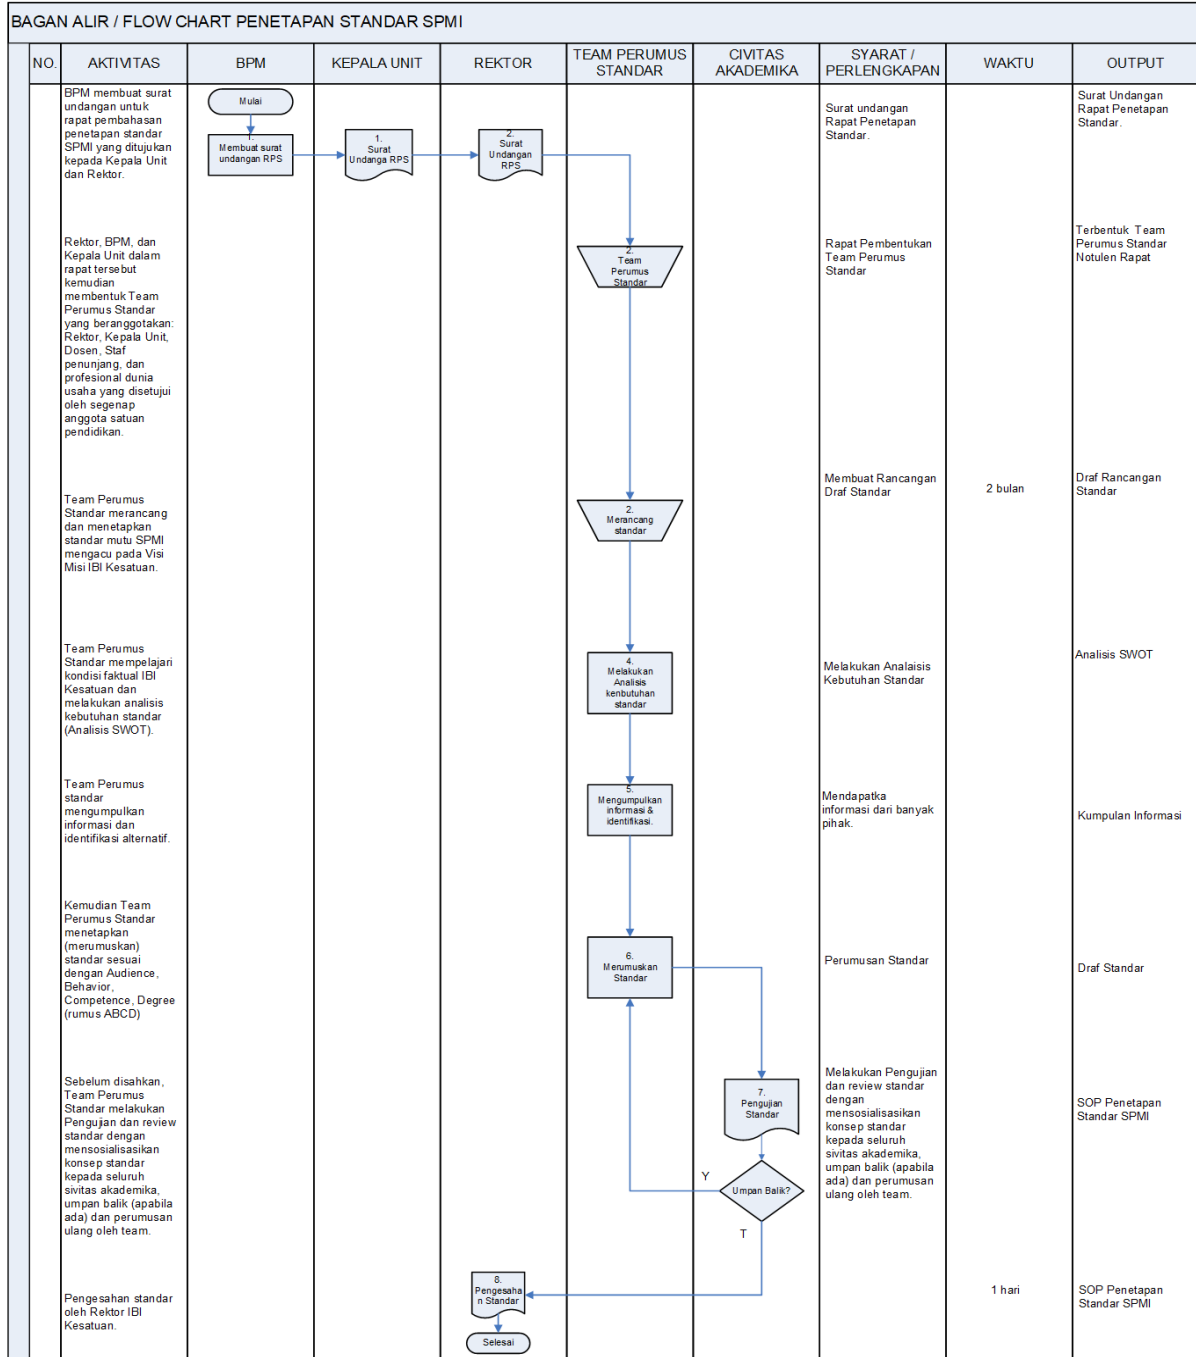 BAGAN ALIR / FLOW CHART PENETAPAN STANDAR SPMI
NO.
AKTIVITAS
BPM
KEPALA UNIT
REKTOR
TEAM PERUMUS
STANDAR
CIVITAS
AKADEMIKA
SYARAT /
PERLENGKAPAN
WAKTU
OUTPUT
BPM membuat surat
undangan untuk
rapat pembahasan
penetapan standar
SPMI yang ditujukan
kepada Kepala Unit
dan Rektor.
Mulai
1.
Membuat surat
undangan RPS
1.
Surat
Undanga RPS
2.
Surat
Undangan
RPS
Surat undangan
Rapat Penetapan
Standar.
Surat Undangan
Rapat Penetapan
Standar.
Rektor, BPM, dan
Kepala Unit dalam
rapat tersebut
kemudian
membentuk Team
Perumus Standar
yang beranggotakan:
Rektor, Kepala Unit,
Dosen, Staf
penunjang, dan
profesional dunia
usaha yang disetujui
oleh segenap
anggota satuan
pendidikan.
2.
Team
Perumus
Standar
Rapat Pembentukan
Team Perumus
Standar
Terbentuk Team
Perumus Standar
Notulen Rapat
Team Perumus
Standar merancang
dan menetapkan
standar mutu SPMI
mengacu pada Visi
Misi IBI Kesatuan.
2.
Merancang
standar
Membuat Rancangan
Draf Standar
2 bulan
Draf Rancangan
Standar
Team Perumus
Standar mempelajari
kondisi faktual IBI
Kesatuan dan
melakukan analisis
kebutuhan standar
(Analisis SWOT).
4.
Melakukan
Analisis
kenbutuhan
standar
Melakukan Analaisis
Kebutuhan Standar
Analisis SWOT
Team Perumus
standar
mengumpulkan
informasi dan
identifikasi alternatif.
5.
Mengumpulkan
informasi &
identifikasi.
Mendapatka
informasi dari banyak
pihak.
Kumpulan Informasi
Kemudian Team
Perumus Standar
menetapkan
(merumuskan)
standar sesuai
dengan Audience,
Behavior,
Competence, Degree
(rumus ABCD)
6.
Merumuskan
Standar
Perumusan Standar
Draf Standar
Sebelum disahkan,
Team Perumus
Standar melakukan
Pengujian dan review
standar dengan
mensosialisasikan
konsep standar
kepada seluruh
sivitas akademika,
umpan balik (apabila
ada) dan perumusan
ulang oleh team.
7.
Pengujian
Standar
Umpan Balik?
Y
T
Melakukan Pengujian
dan review standar
dengan
mensosialisasikan
konsep standar
kepada seluruh
sivitas akademika,
umpan balik (apabila
ada) dan perumusan
ulang oleh team.
SOP Penetapan
Standar SPMI
Pengesahan standar
oleh Rektor IBI
Kesatuan.
8.
Pengesaha
n Standar
Selesai
1 hari
SOP Penetapan
Standar SPMI